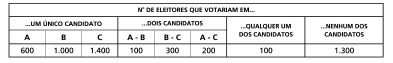 Nº DE ELEITORES QUE VOTARIAM EM...
...UM ÚNICO CANDIDATO ...DOIS CANDIDATOS ...QUALQUER UM DOS CANDIDATOS ...NENHUM DOS CANDIDATOS
A B C A - B B - C A - C
600 1.000 1.400 100 300 200 100 1.300